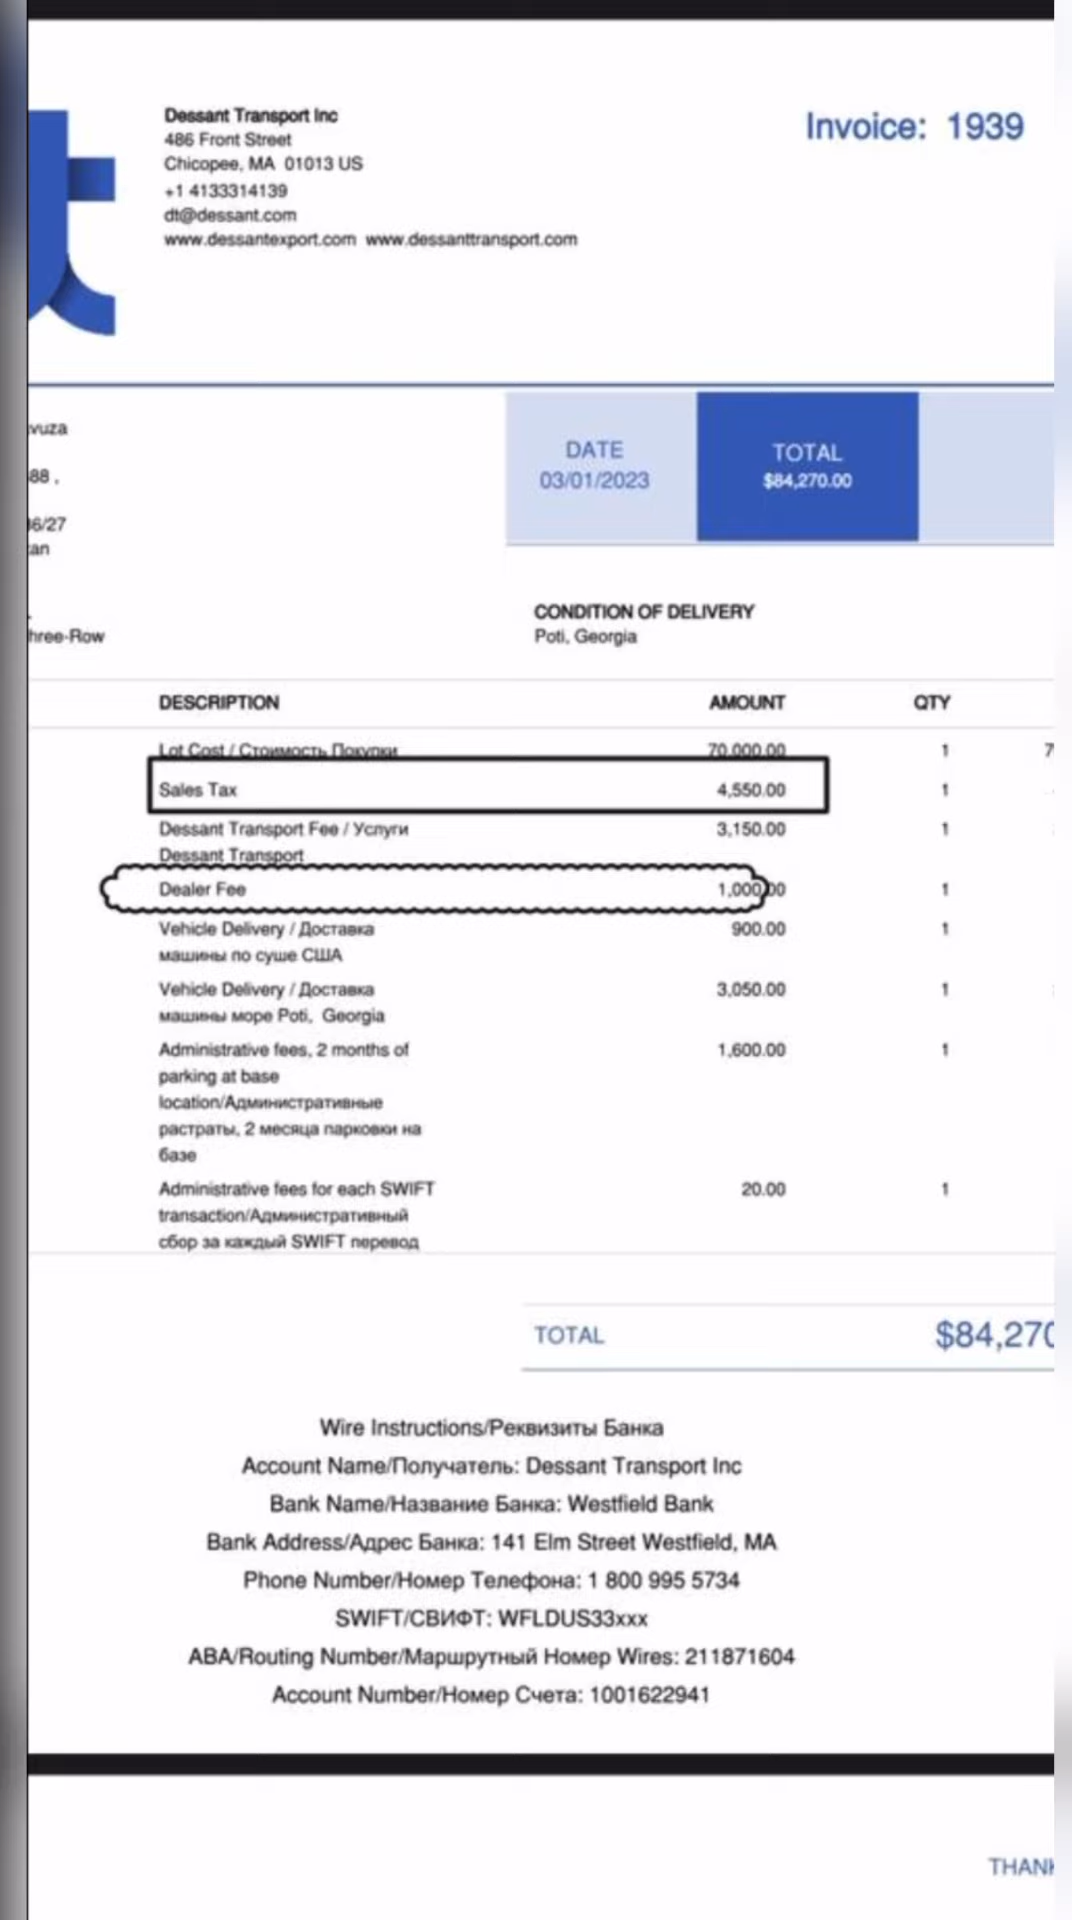 Dessant Transport Inc
486 Front Street
Chicopee, MA 01013 US
+1 4133314139
dt@dessant.com
www.dessantexport.com www.dessanttransport.com
Invoice: 1939
vuza
88 ,
6/27
DATE
03/01/2023
TOTAL
$84,270.00
hree-Row
CONDITION OF DELIVERY
Poti, Georgia
DESCRIPTION AMOUNT QTY
Lot Cost / Стоимость Покупки 70,000.00 1 7
Sales Tax 4,550.00 1
Dessant Transport Fee / Услуги 3,150.00 1
Dessant Transport
Dealer Fee 1,000.00 1
Vehicle Delivery / Доставка 900.00 1
машины по суше США
Vehicle Delivery / Доставка 3,050.00 1
машины море Poti, Georgia
Administrative fees, 2 months of 1,600.00 1
parking at base
location/Административные
растраты, 2 месяца парковки на
базе
Administrative fees for each SWIFT 20.00 1
transaction/Административный
сбор за каждый SWIFT перевод
TOTAL $84,270
Wire Instructions/Реквизиты Банка
Account Name/Получатель: Dessant Transport Inc
Bank Name/Название Банка: Westfield Bank
Bank Address/Адрес Банка: 141 Elm Street Westfield, MA
Phone Number/Номер Телефона: 1 800 995 5734
SWIFT/СВИФТ: WFLDUS33xxx
ABA/Routing Number/Маршрутный Номер Wires: 211871604
Account Number/Номер Счета: 1001622941
THANK